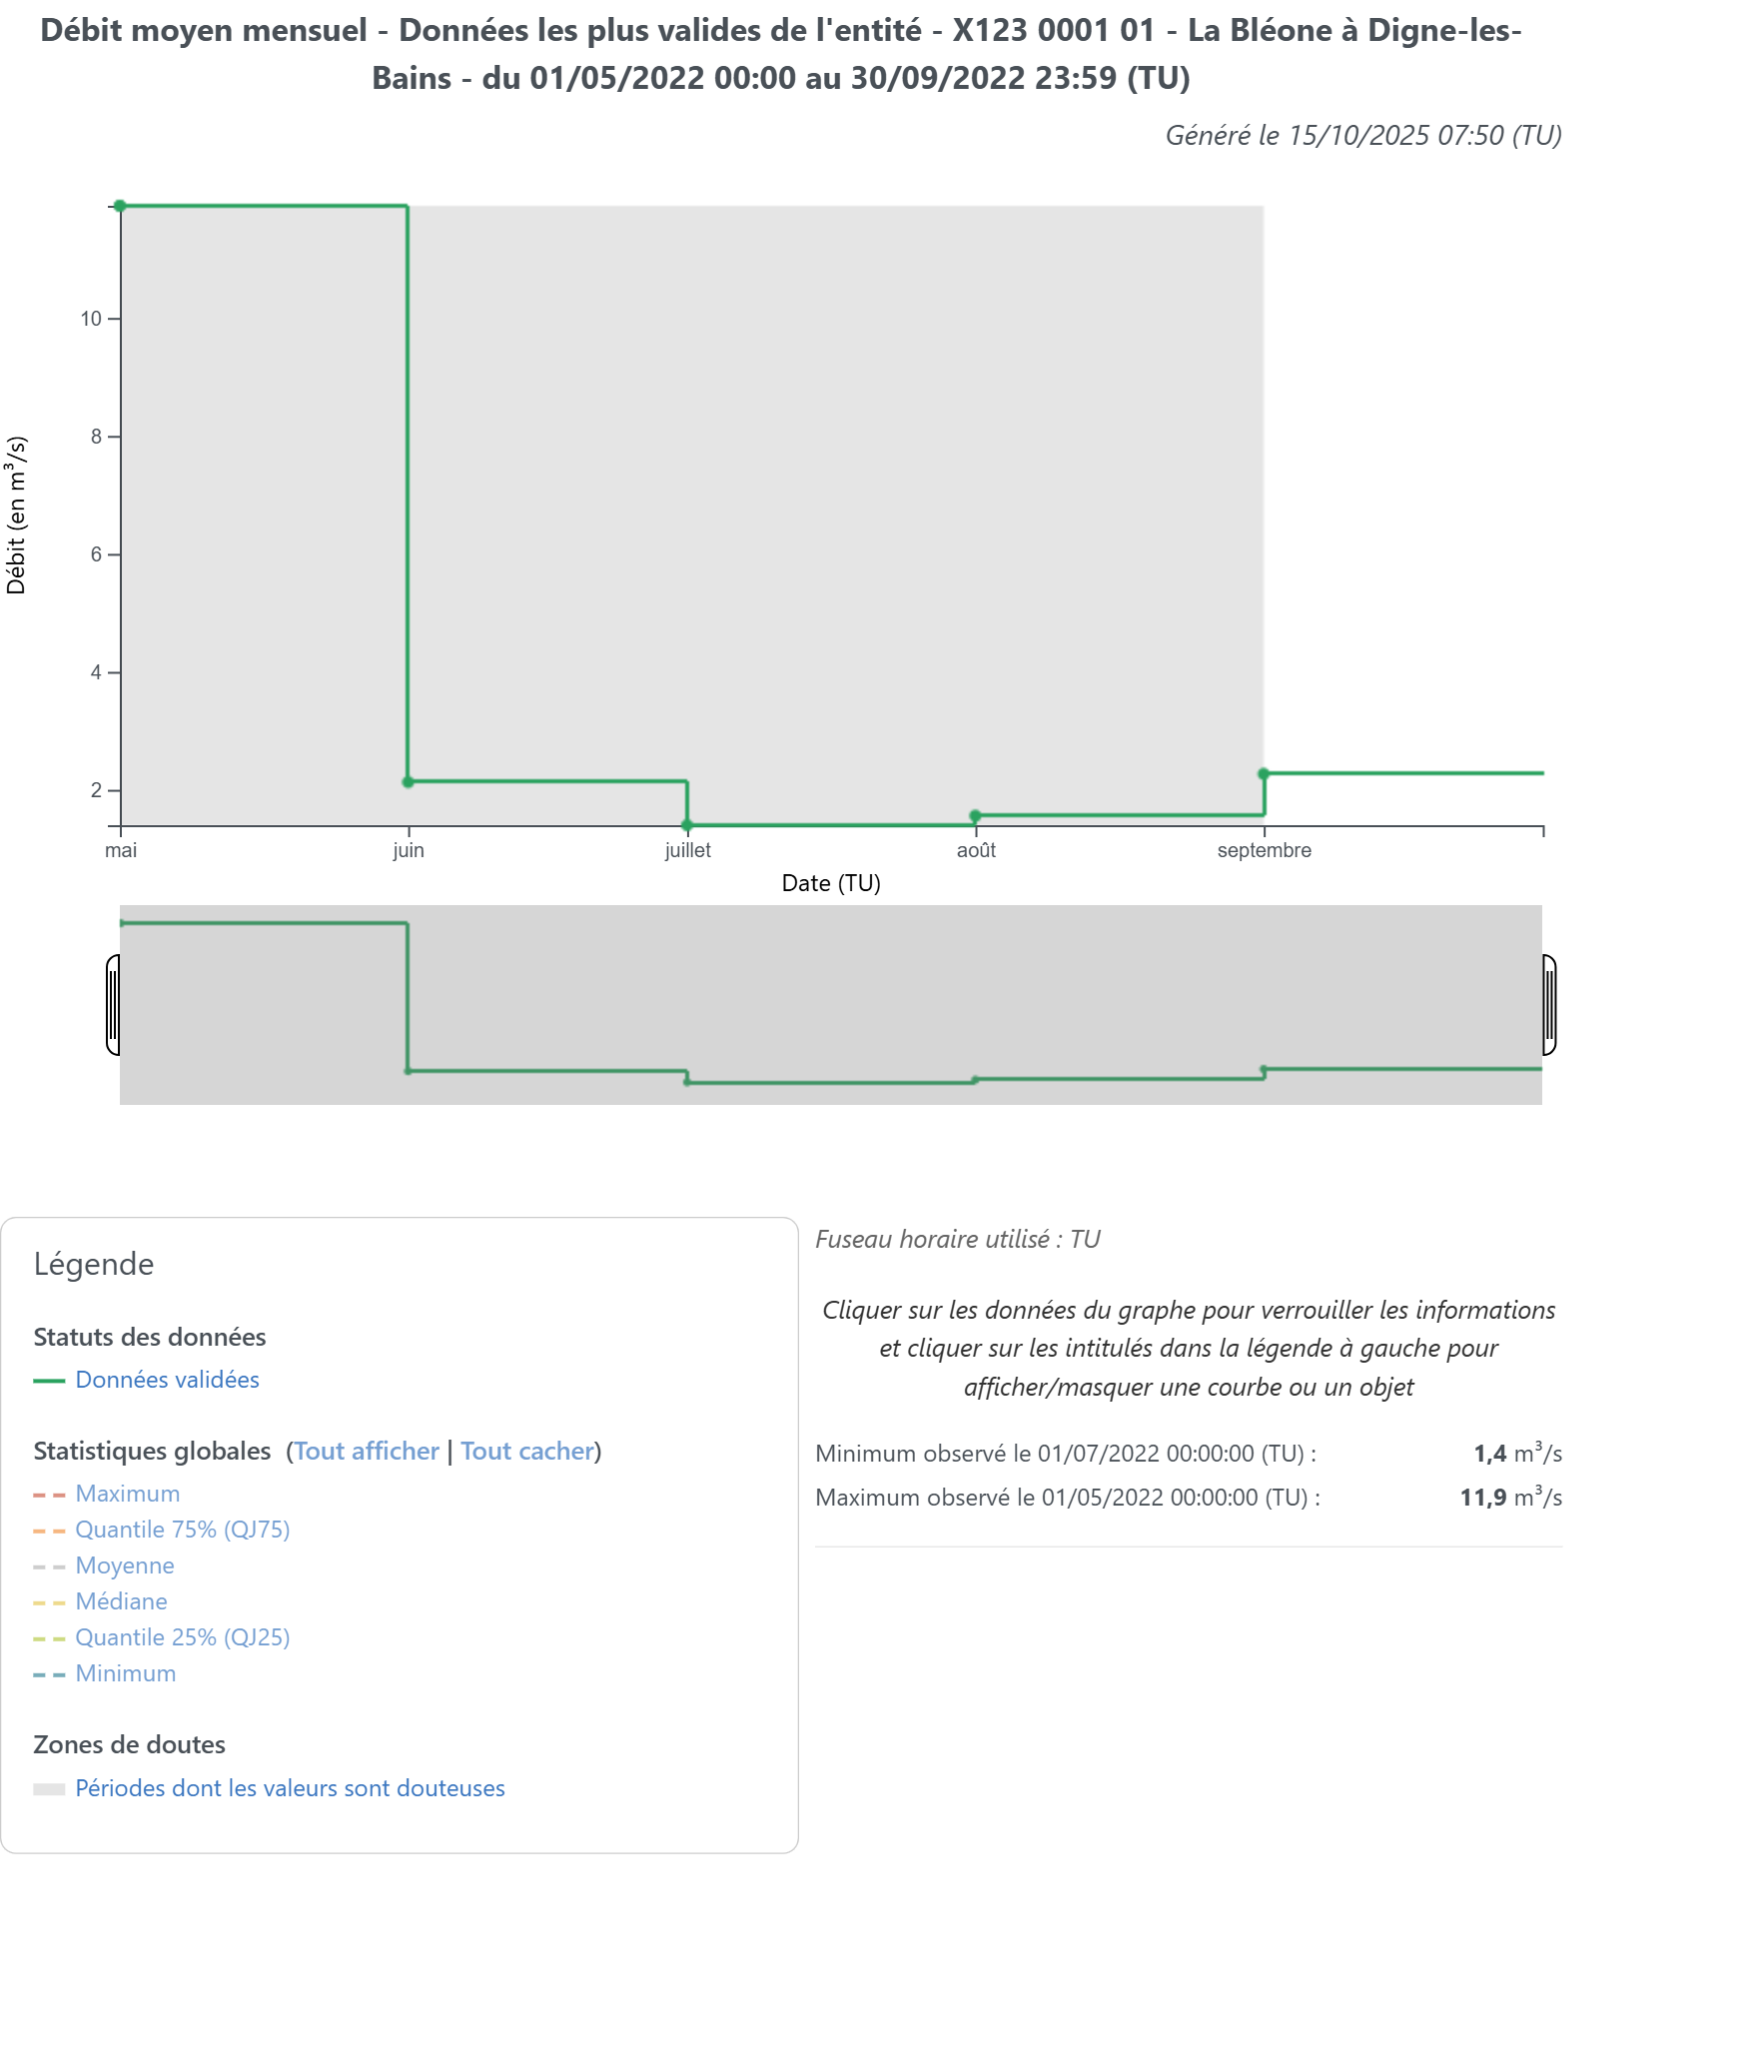 Débit moyen mensuel - Données les plus valides de l'entité - X123 0001 01 - La Bléone à Digne-les-
Bains - du 01/05/2022 00:00 au 30/09/2022 23:59 (TU)
Généré le 15/10/2025 07:50 (TU)
Débit (en m³/s)
10
8
6
4
2
mai juin juillet août septembre
Date (TU)
Légende
Statuts des données
Données validées
Statistiques globales (Tout afficher | Tout cacher)
Maximum
Quantile 75% (QJ75)
Moyenne
Médiane
Quantile 25% (QJ25)
Minimum
Zones de doutes
Périodes dont les valeurs sont douteuses
Fuseau horaire utilisé : TU
Cliquer sur les données du graphe pour verrouiller les informations
et cliquer sur les intitulés dans la légende à gauche pour
afficher/masquer une courbe ou un objet
Minimum observé le 01/07/2022 00:00:00 (TU) : 1,4 m³/s
Maximum observé le 01/05/2022 00:00:00 (TU) : 11,9 m³/s